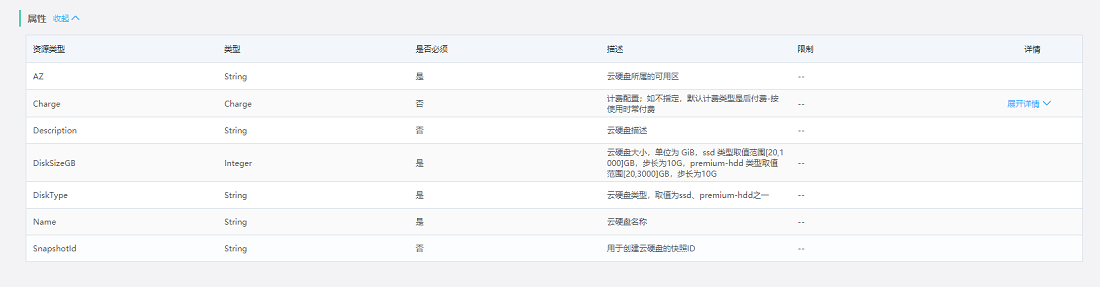 属性 收起
资源类型 类型 是否必须 描述 限制 详情
AZ String 是 云硬盘所属的可用区 --
Charge Charge 否 计费配置；如不指定，默认计费类型是后付费-按 -- 展开详情
使用时常付费
Description String 否 云硬盘描述 --
DiskSizeGB Integer 是 云硬盘大小，单位为 GiB，ssd 类型取值范围[20,1
000]GB，步长为10G，premium-hdd 类型取值 --
范围[20,3000]GB，步长为10G
DiskType String 是 云硬盘类型，取值为ssd、premium-hdd之一 --
Name String 是 云硬盘名称 --
SnapshotId String 否 用于创建云硬盘的快照ID --